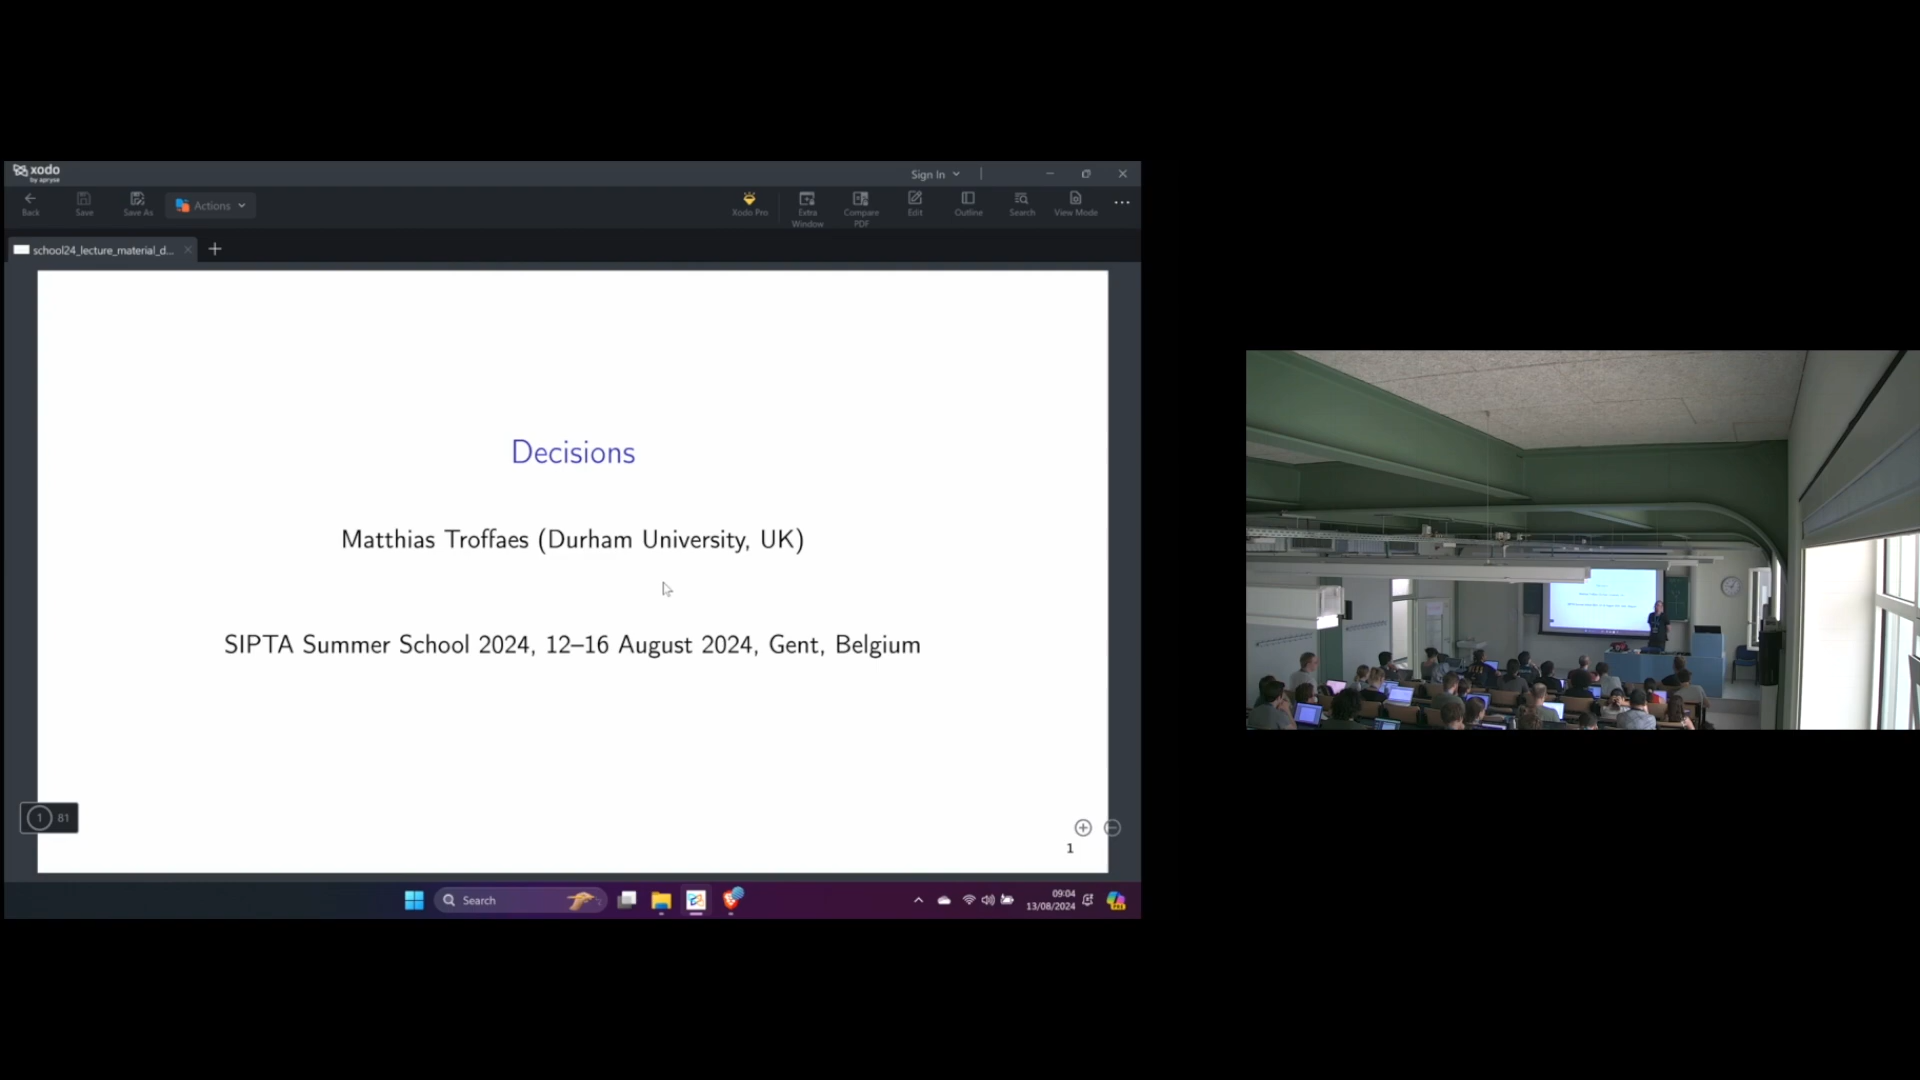 xodo
by apryse
Sign In
Back
Save
Save As
Actions
Xodo Pro
Extra Window
Compare PDF
Edit
Outline
Search
View Mode
school24_lecture_material_d...
Decisions
Matthias Troffaes (Durham University, UK)
SIPTA Summer School 2024, 12–16 August 2024, Gent, Belgium
1 81
1
Search
09:04
13/08/2024